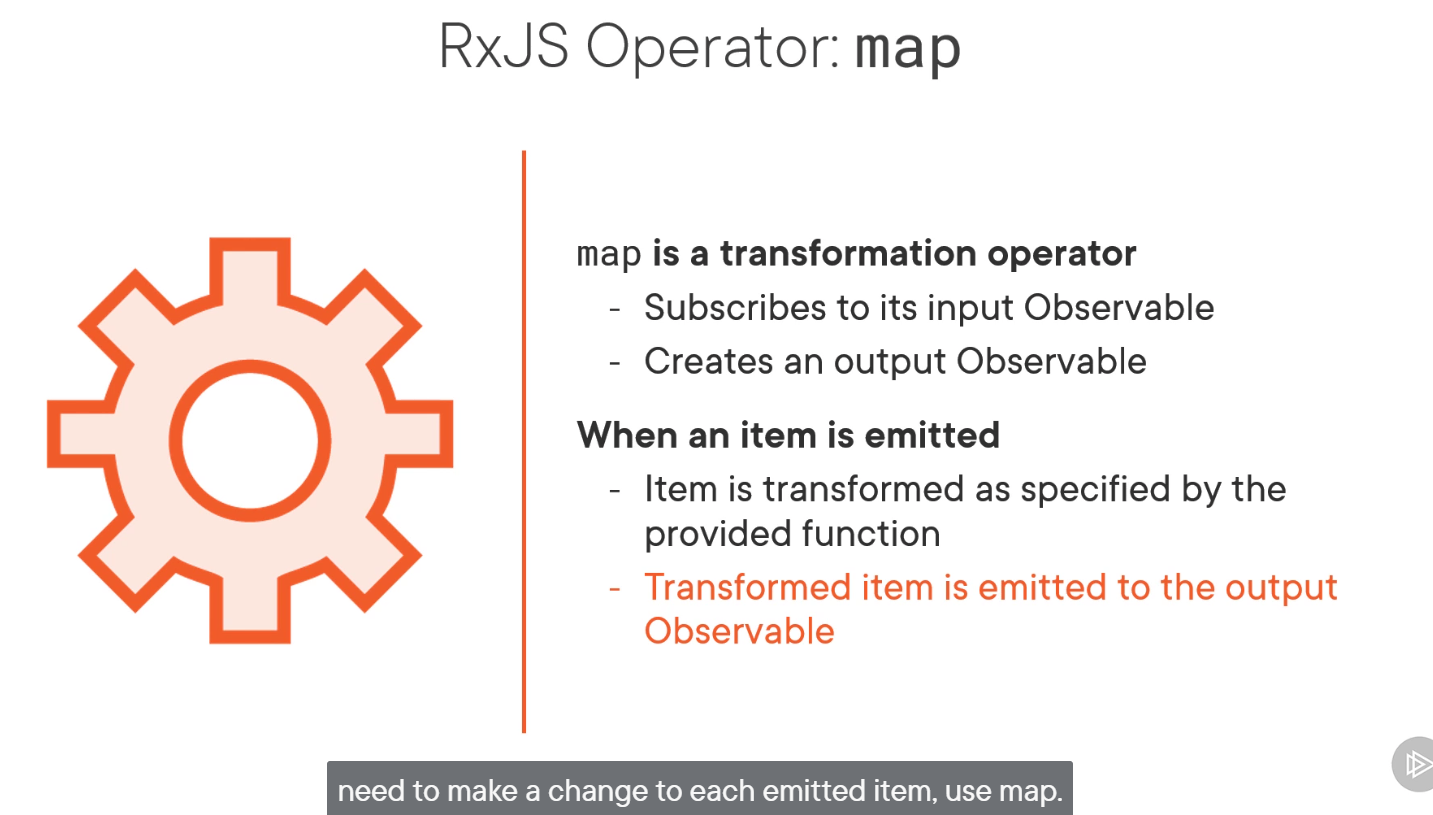 RxJS Operator: map
map is a transformation operator
- Subscribes to its input Observable
- Creates an output Observable
When an item is emitted
- Item is transformed as specified by the
provided function
- Transformed item is emitted to the output
Observable
need to make a change to each emitted item, use map.